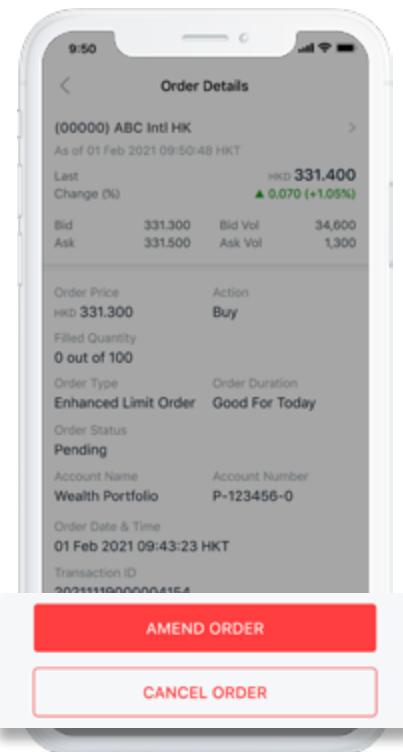 9:50
Order Details
(00000) ABC Intl HK
As of 01 Feb 2021 09:50:48 HKT
Last HKD 331.400
Change (%) ▲ 0.070 (+1.05%)
Bid 331.300 Bid Vol 34,600
Ask 331.500 Ask Vol 1,300
Order Price Action
HKD 331.300 Buy
Filled Quantity
0 out of 100
Order Type Order Duration
Enhanced Limit Order Good For Today
Order Status
Pending
Account Name Account Number
Wealth Portfolio P-123456-0
Order Date & Time
01 Feb 2021 09:43:23 HKT
Transaction ID
AMEND ORDER
CANCEL ORDER